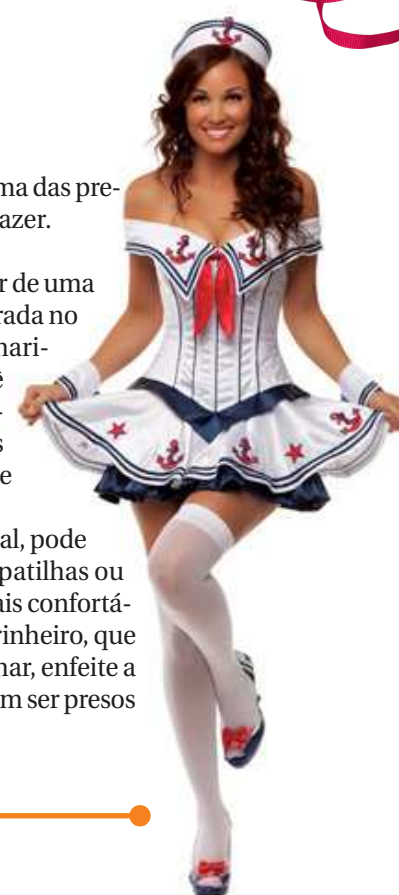 ma das pre-
azer.
r de uma
rada no
nari-
ê
-
s
e
al, pode
patilhas ou
ais confortá-
rinheiro, que
nar, enfeite a
m ser presos